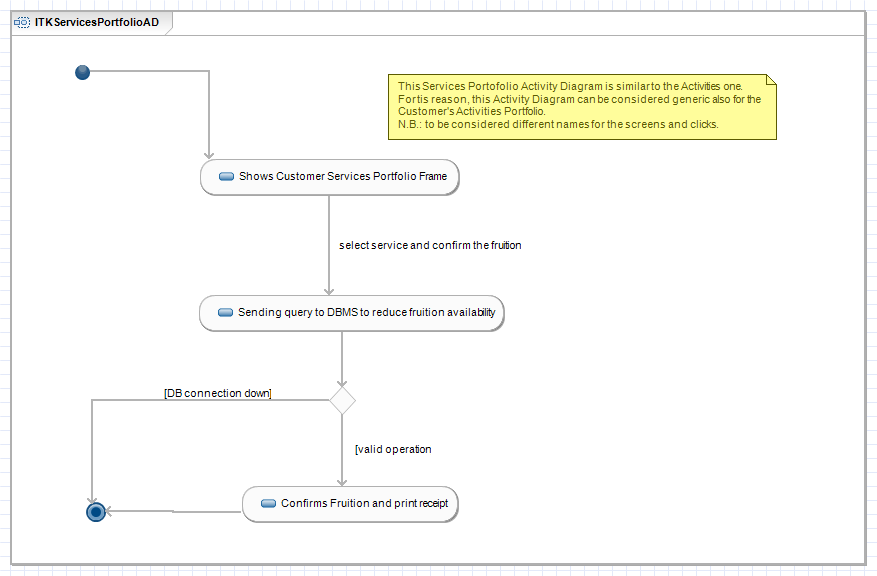 ITKServicesPortfolioAD
This Services Portofolio Activity Diagram is similar to the Activities one.
Fortis reason, this Activity Diagram can be considered generic also for the
Customer's Activities Portfolio.
N.B.: to be considered different names for the screens and clicks.
Shows Customer Services Portfolio Frame
select service and confirm the fruition
Sending query to DBMS to reduce fruition availability
[DB connection down]
[valid operation
Confirms Fruition and print receipt